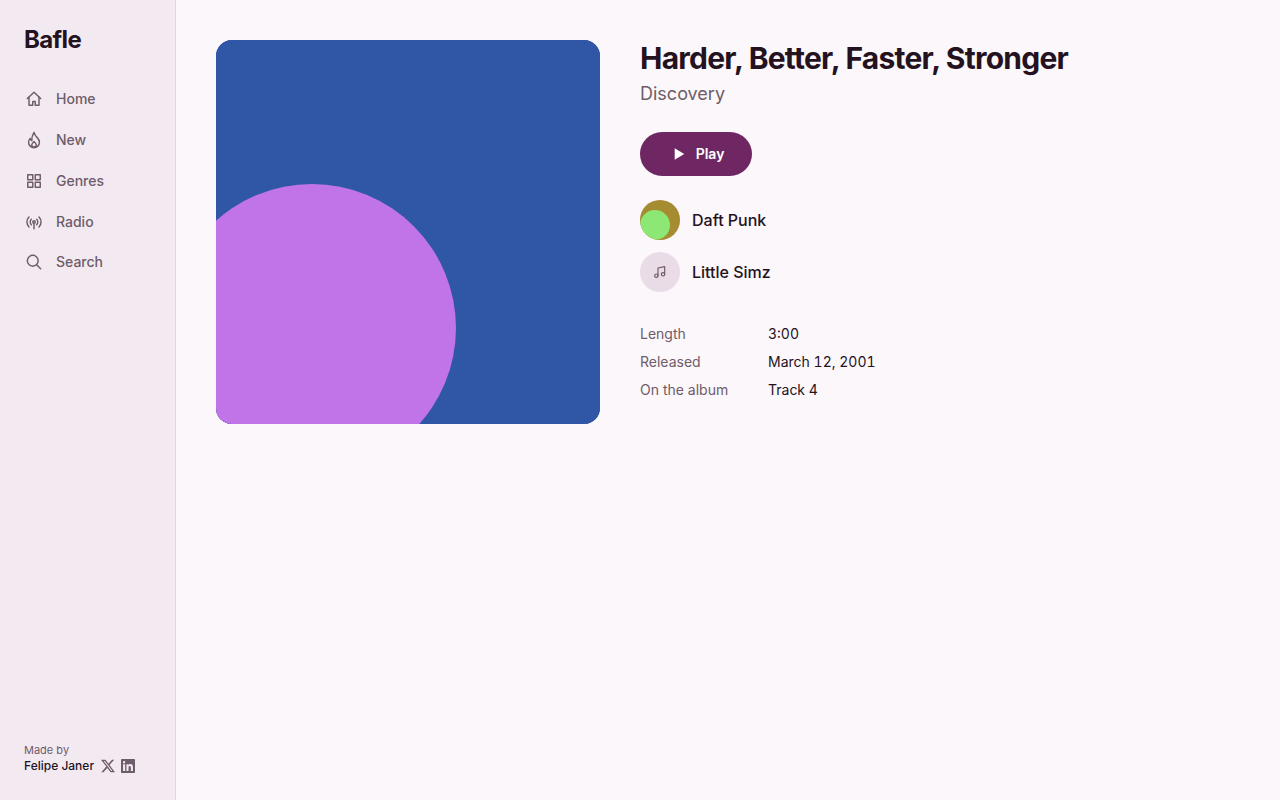 Bafle
Home
New
Genres
Radio
Search
Made by
Felipe Janer
Harder, Better, Faster, Stronger
Discovery
Play
Daft Punk
Little Simz
Length 3:00
Released March 12, 2001
On the album Track 4